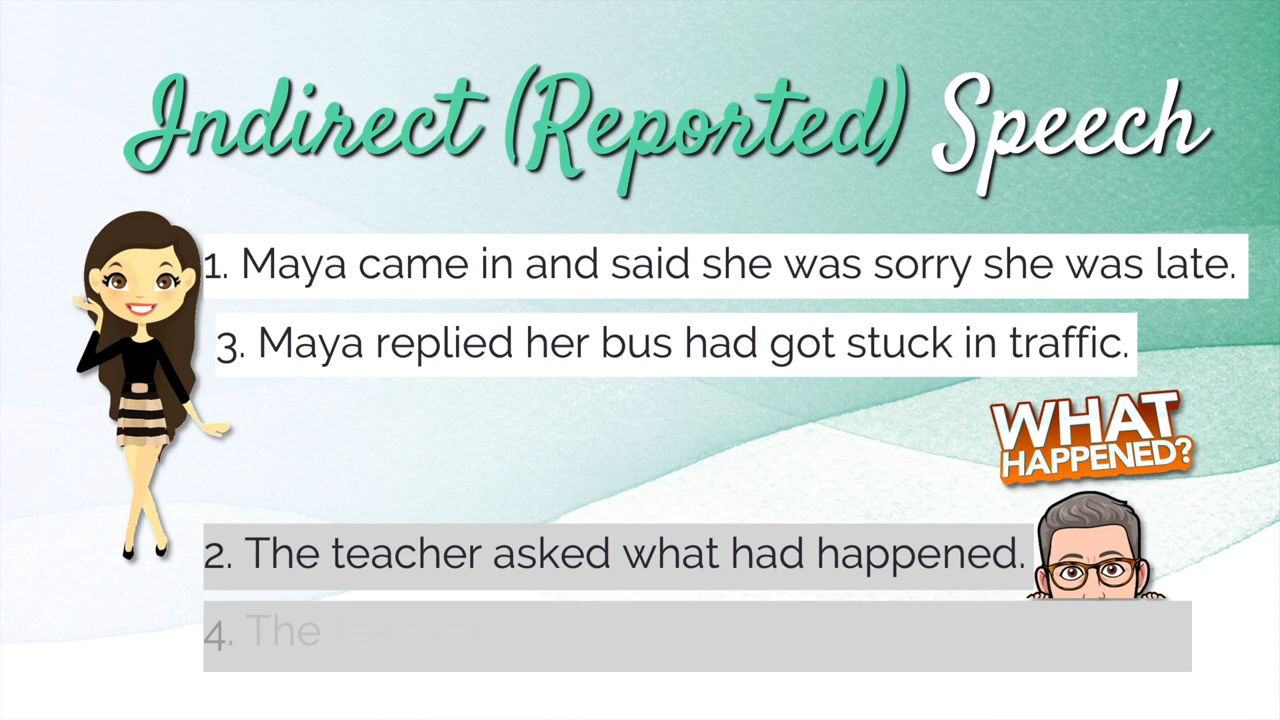 Indirect (Reported) Speech
1. Maya came in and said she was sorry she was late.
3. Maya replied her bus had got stuck in traffic.
WHAT
HAPPENED?
2. The teacher asked what had happened.
4. The